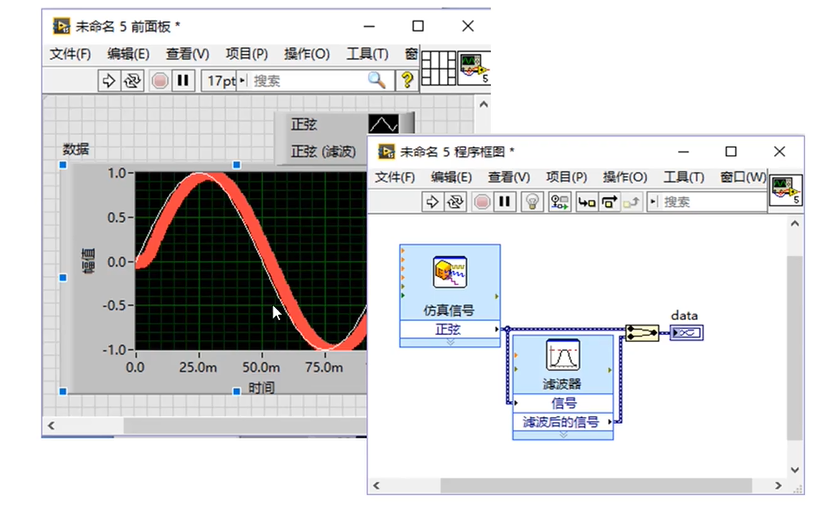 未命名 5 前面板 *
文件(F) 编辑(E) 查看(V) 项目(P) 操作(O) 工具(T) 窗
17pt 搜索
5
正弦
正弦 (滤波)
数据
1.0
0.5
0.0
-0.5
-1.0
幅值
0.0 25.0m 50.0m 75.0m
时间
未命名 5 程序框图 *
文件(F) 编辑(E) 查看(V) 项目(P) 操作(O) 工具(T) 窗口(W)
搜索
5
仿真信号
正弦
data
滤波器
信号
滤波后的信号